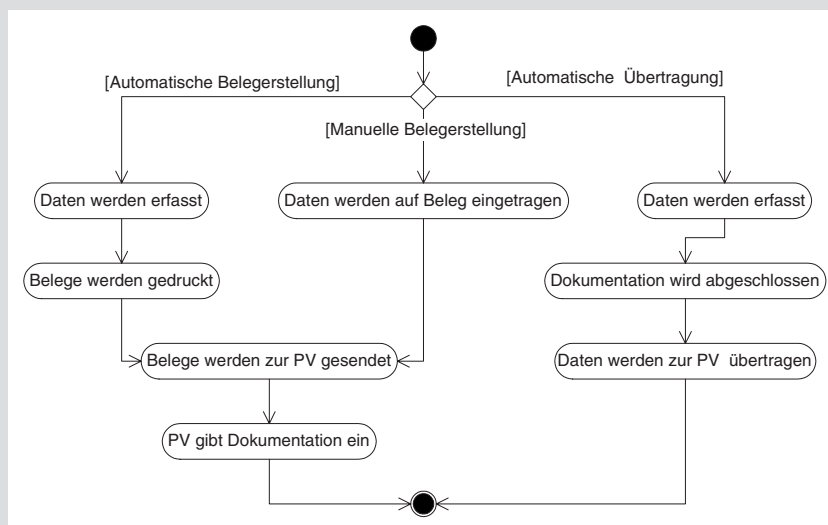 [Automatische Belegerstellung]
[Automatische Übertragung]
[Manuelle Belegerstellung]
Daten werden erfasst
Daten werden auf Beleg eingetragen
Daten werden erfasst
Belege werden gedruckt
Dokumentation wird abgeschlossen
Belege werden zur PV gesendet
Daten werden zur PV übertragen
PV gibt Dokumentation ein